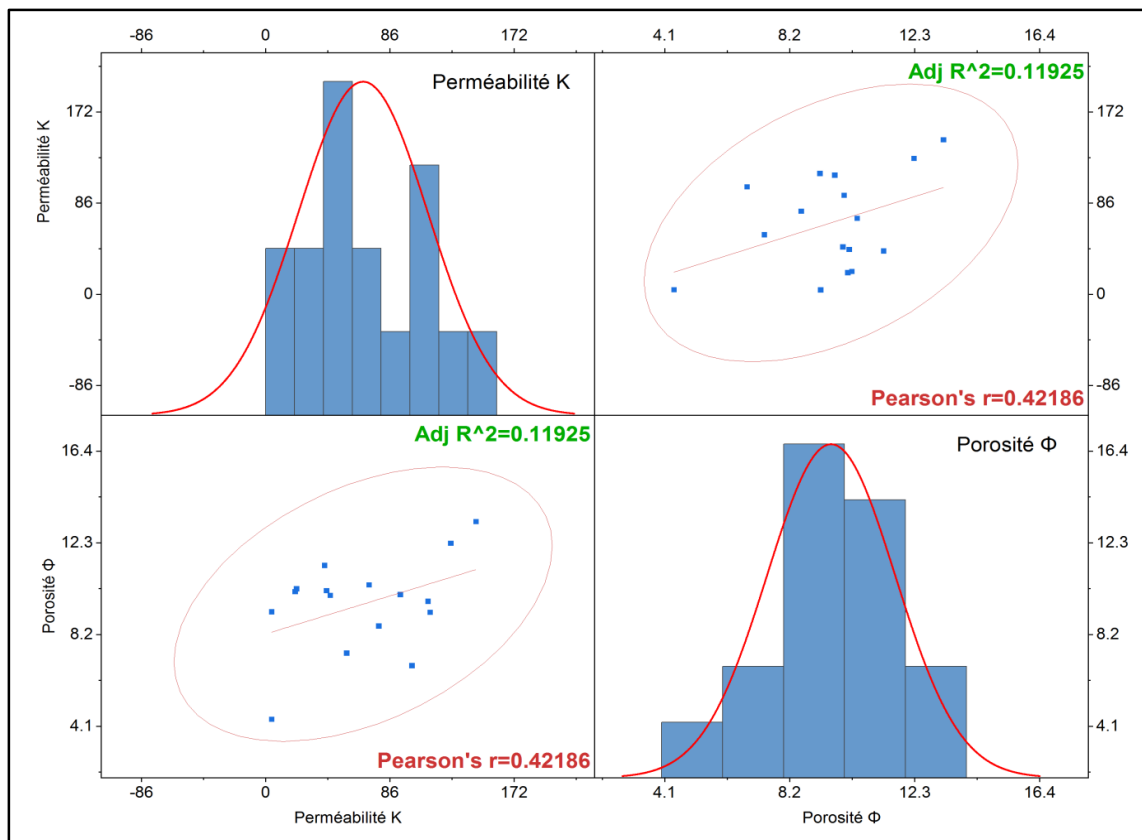 -86 0 86 172 4.1 8.2 12.3 16.4
Perméabilité K
Adj R^2=0.11925
172 172
86 86
0 0
-86 -86
Perméabilité K
Pearson's r=0.42186
Adj R^2=0.11925
Porosité Φ
16.4 16.4
12.3 12.3
8.2 8.2
4.1 4.1
Porosité Φ
Pearson's r=0.42186
-86 0 86 172 4.1 8.2 12.3 16.4
Perméabilité K Porosité Φ